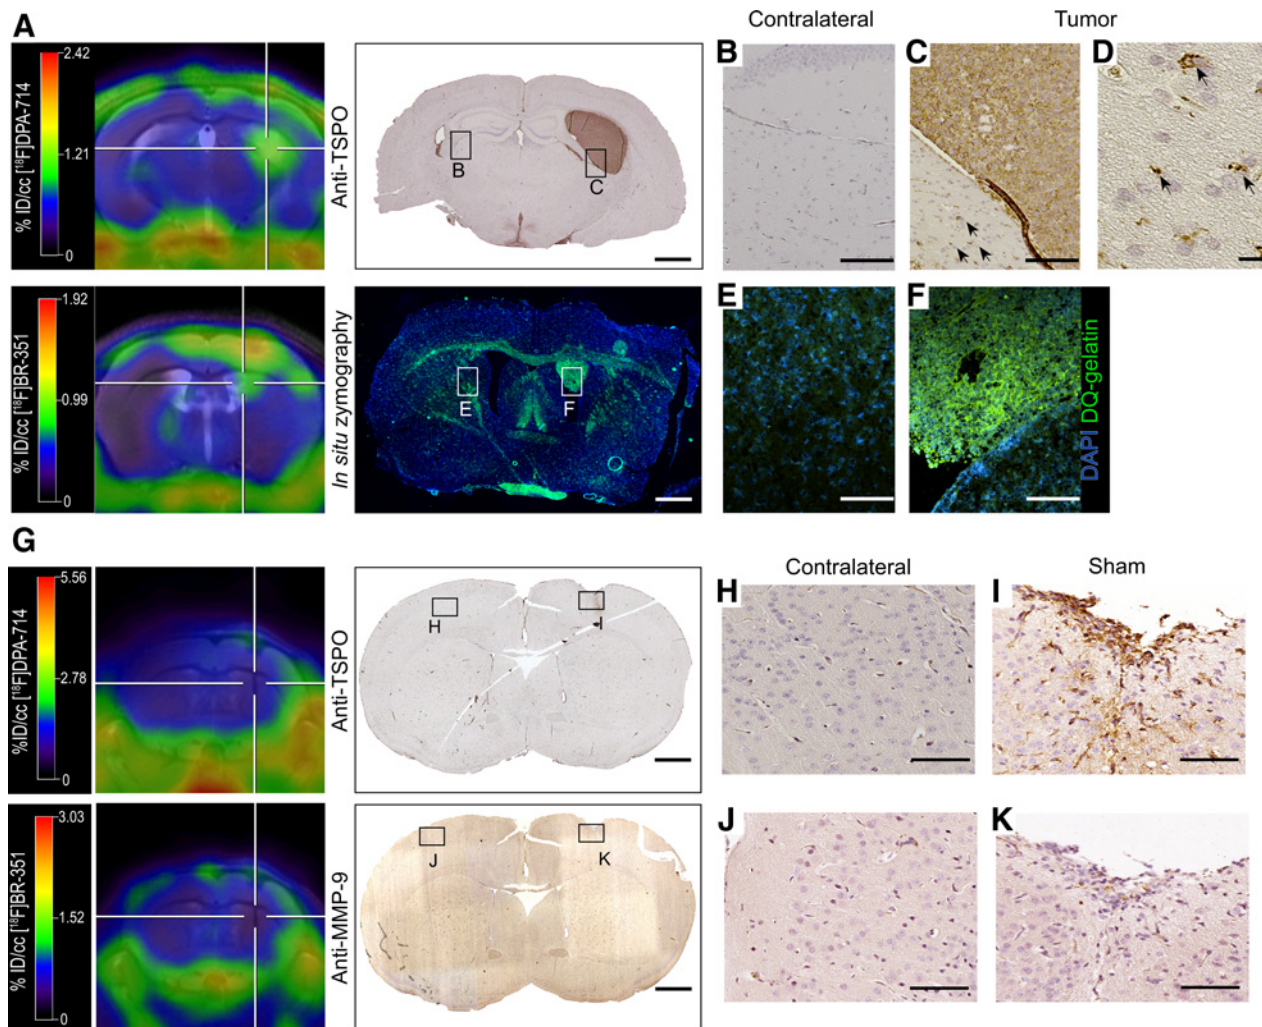 Contralateral
Tumor
A
% ID/cc [18F]DPA-714
2.42
1.21
0
Anti-TSPO
B
C
B
C
D
% ID/cc [18F]BR-351
1.92
0.99
0
In situ zymography
E
F
E
F
DAPI DQ-gelatin
G
Contralateral
Sham
%ID/cc [18F]DPA-714
5.56
2.78
0
Anti-TSPO
H
I
H
I
% ID/cc [18F]BR-351
3.03
1.52
0
Anti-MMP-9
J
K
J
K